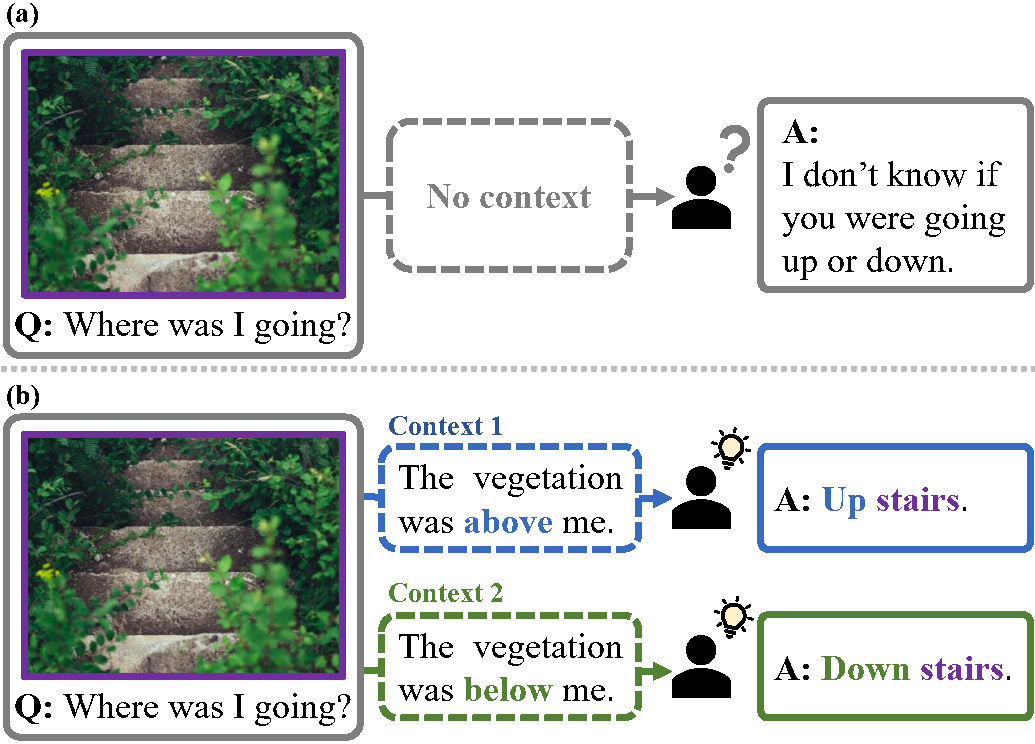 (a)
Q: Where was I going?
No context
?
A:
I don't know if
you were going
up or down.
(b)
Q: Where was I going?
Context 1
The vegetation
was above me.
A: Up stairs.
Context 2
The vegetation
was below me.
A: Down stairs.